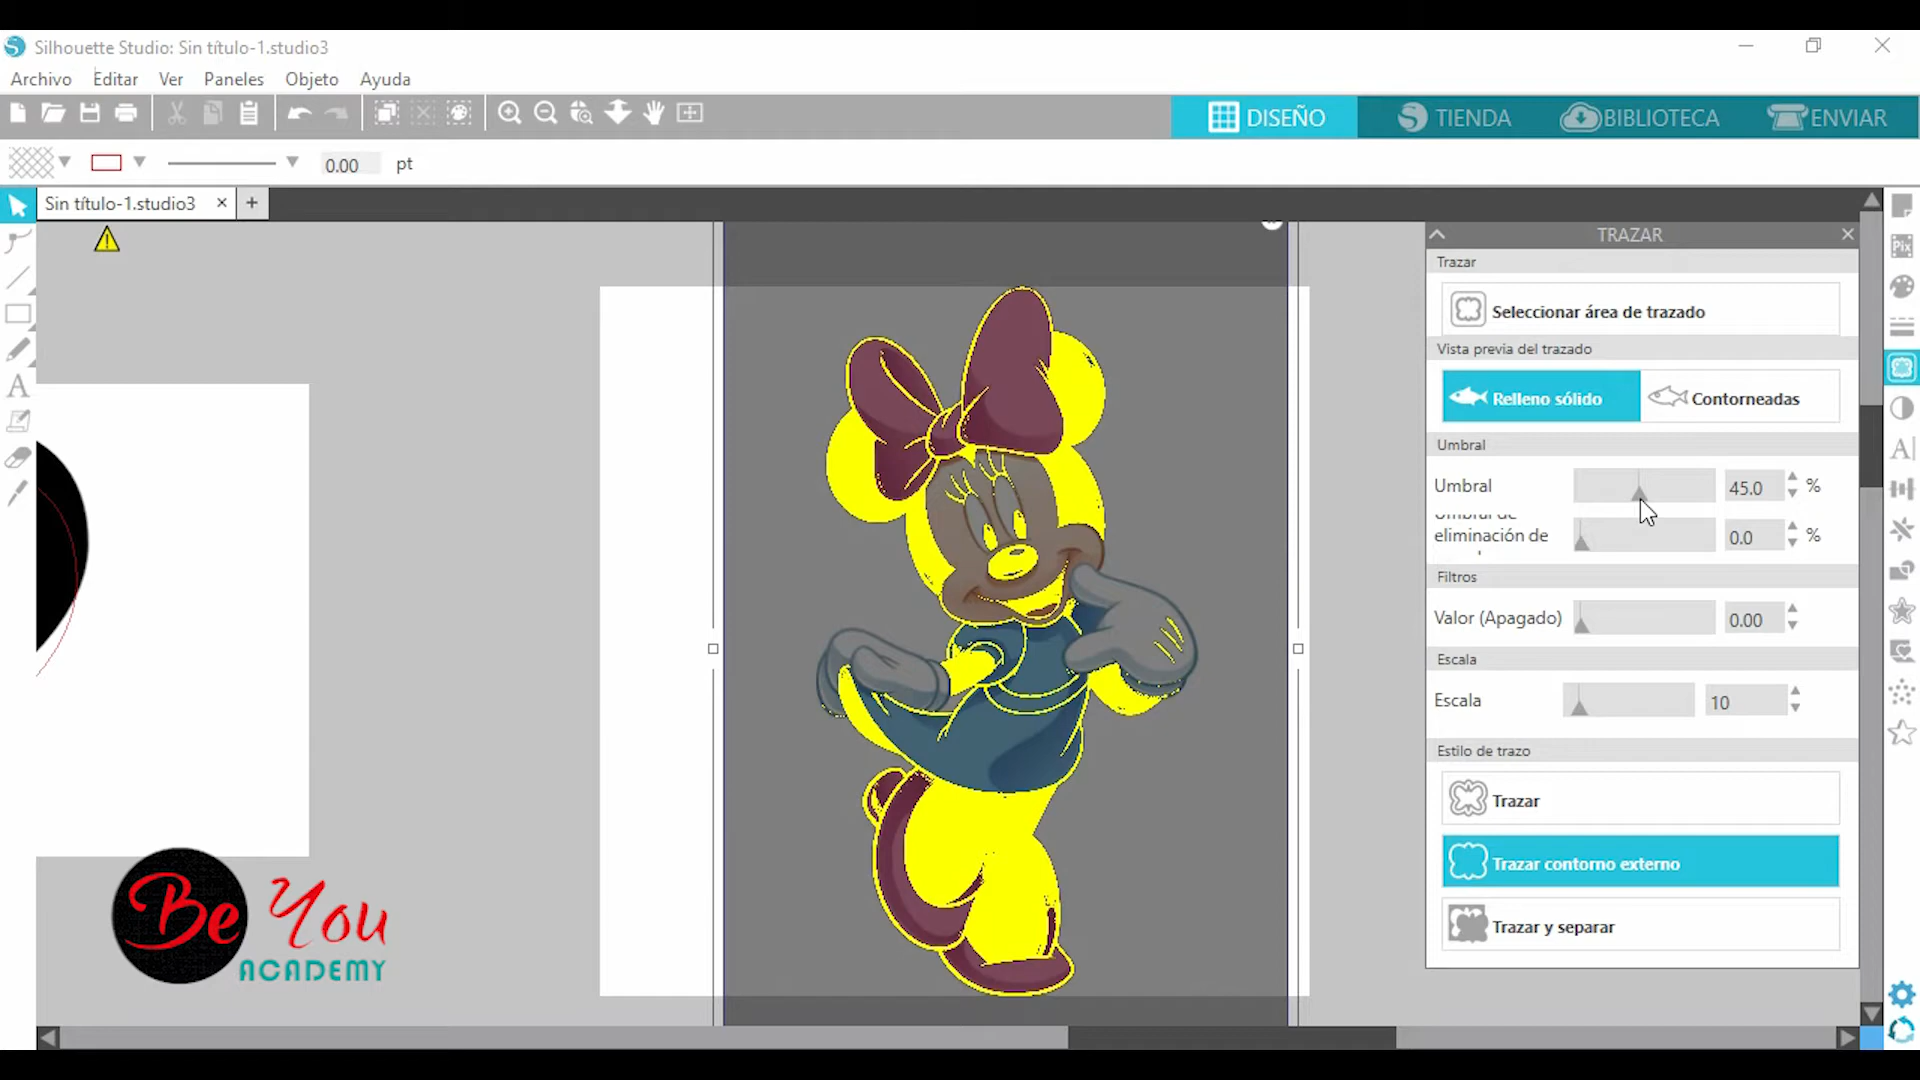 Silhouette Studio: Sin título-1.studio3
Archivo Editar Ver Paneles Objeto Ayuda
DISEÑO TIENDA BIBLIOTECA ENVIAR
0.00 pt
Sin título-1.studio3
TRAZAR
Trazar
Seleccionar área de trazado
Vista previa del trazado
Relleno sólido Contorneadas
Umbral
Umbral 45.0 %
Umbral de
eliminación de 0.0 %
Filtros
Valor (Apagado) 0.00
Escala
Escala 10
Estilo de trazo
Trazar
Trazar contorno externo
Trazar y separar
Pix
Be You
ACADEMY